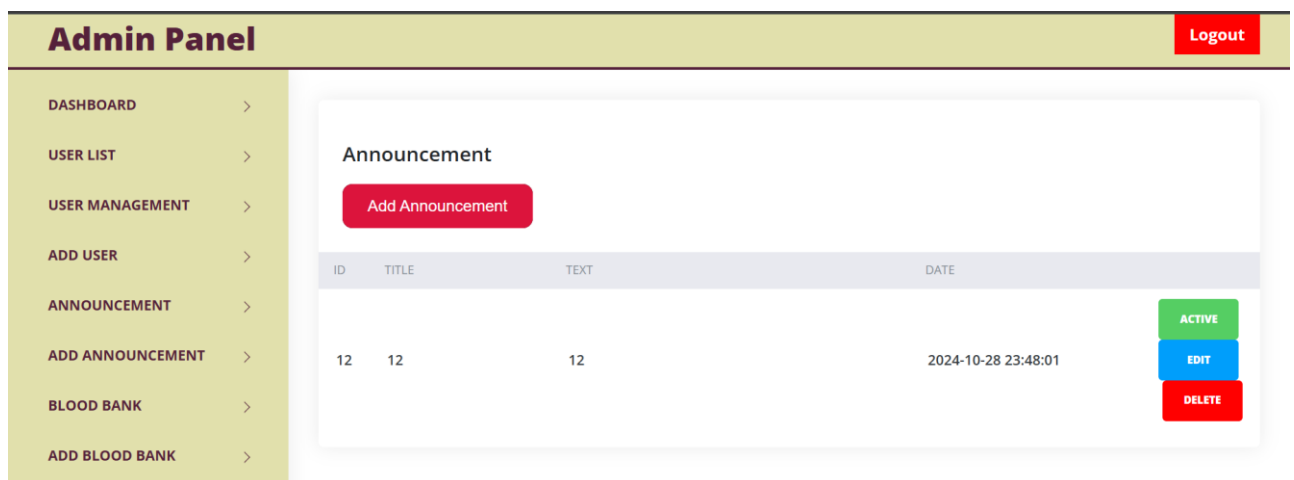 Admin Panel
Logout
DASHBOARD
USER LIST
USER MANAGEMENT
ADD USER
ANNOUNCEMENT
ADD ANNOUNCEMENT
BLOOD BANK
ADD BLOOD BANK
Announcement
Add Announcement
ID TITLE TEXT DATE
12 12 12 2024-10-28 23:48:01
ACTIVE
EDIT
DELETE